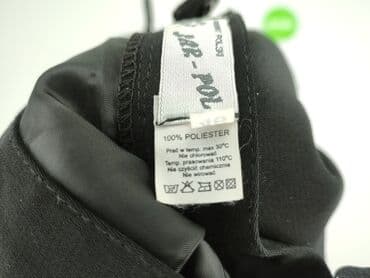 JAR-POL
100% POLIESTER
Prać w temp. max 30°C
Nie chlorować
Temp. prasowania 110°C
Nie czyścić chemicznie
Nie wirować